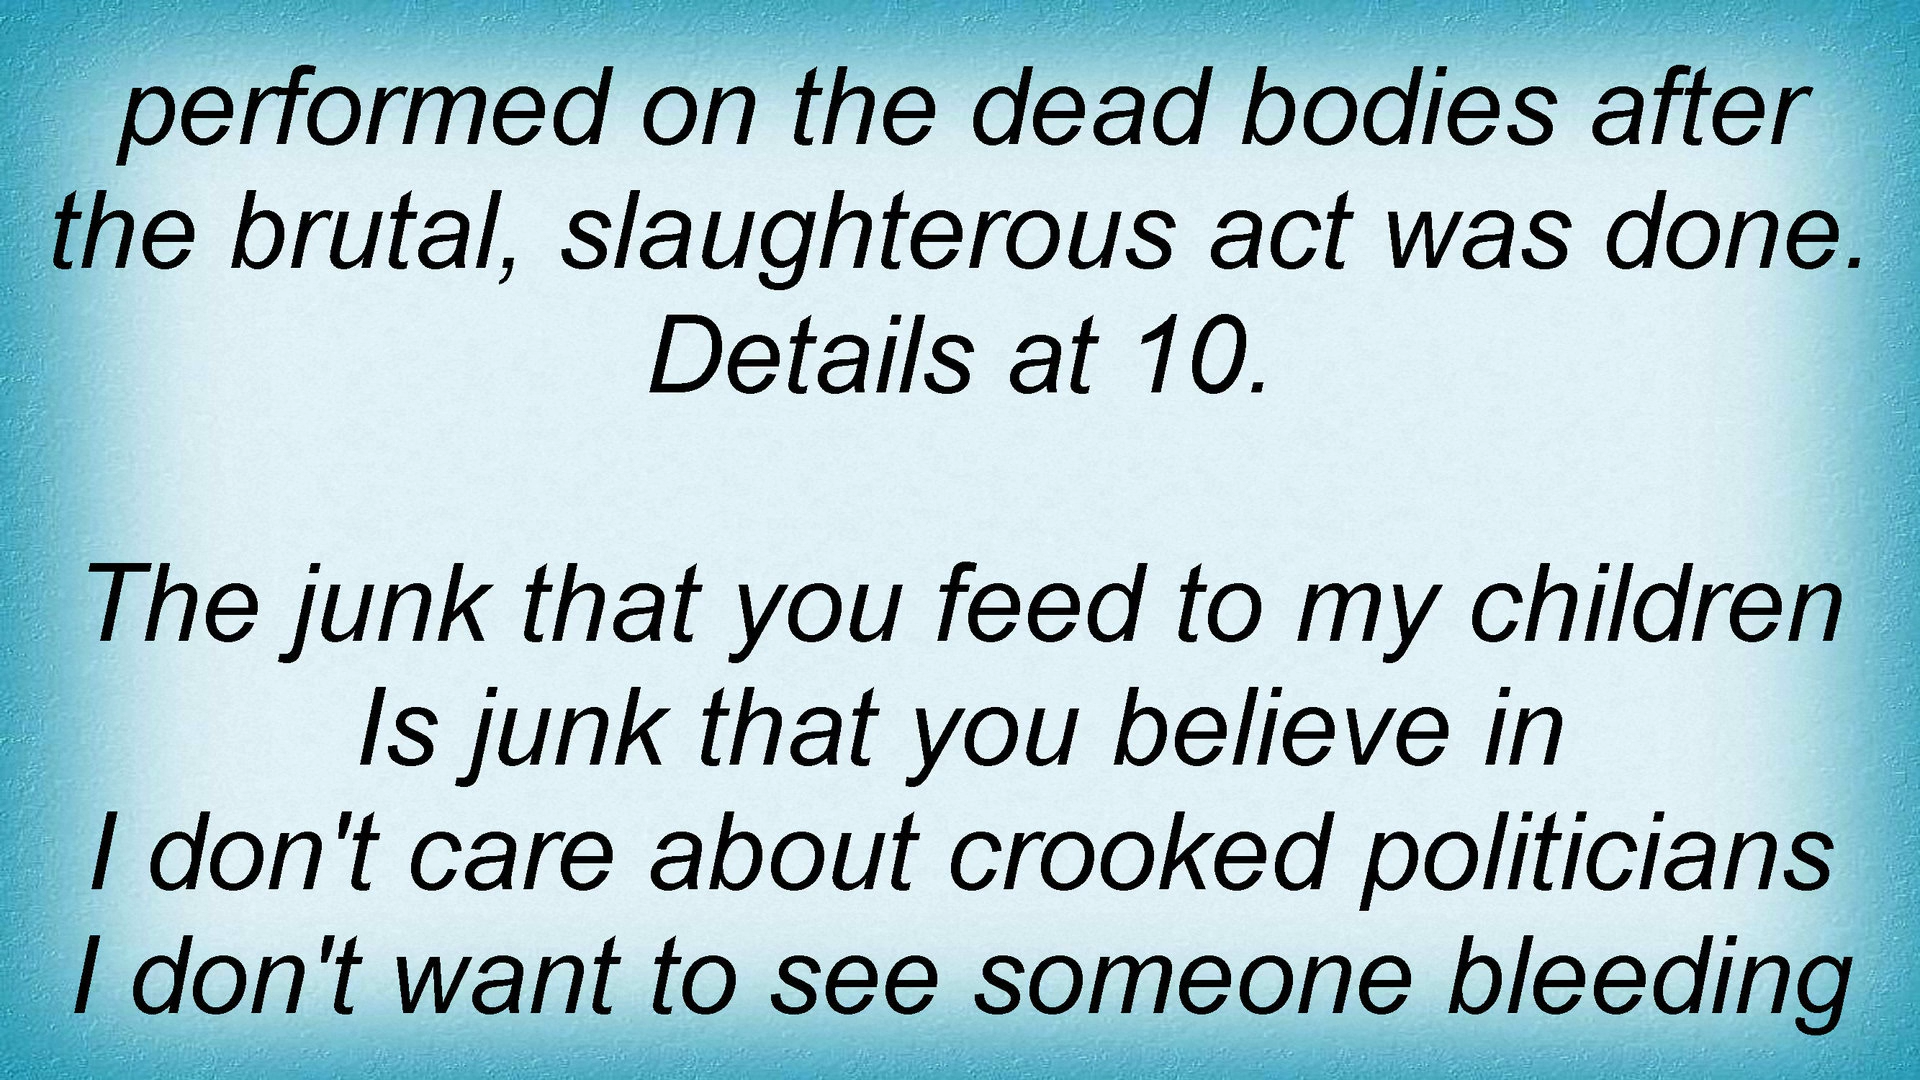 performed on the dead bodies after
the brutal, slaughterous act was done.
Details at 10.
The junk that you feed to my children
Is junk that you believe in
I don't care about crooked politicians
I don't want to see someone bleeding